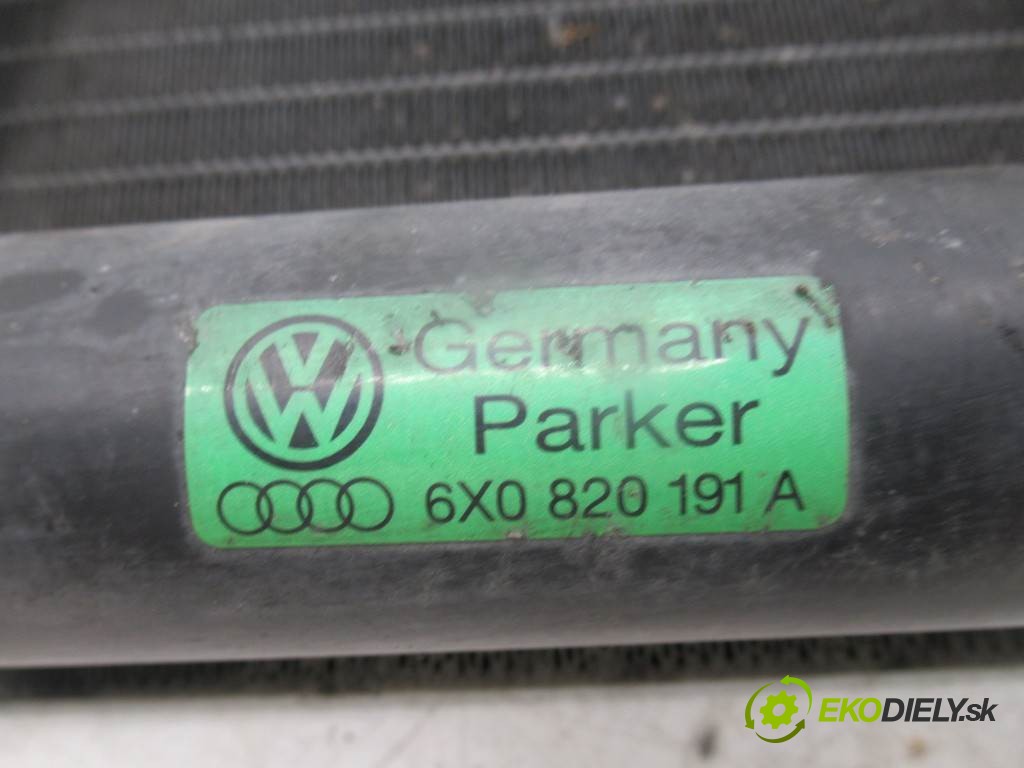 Germany
Parker
6X0 820 191 A
EKODIELY.sk